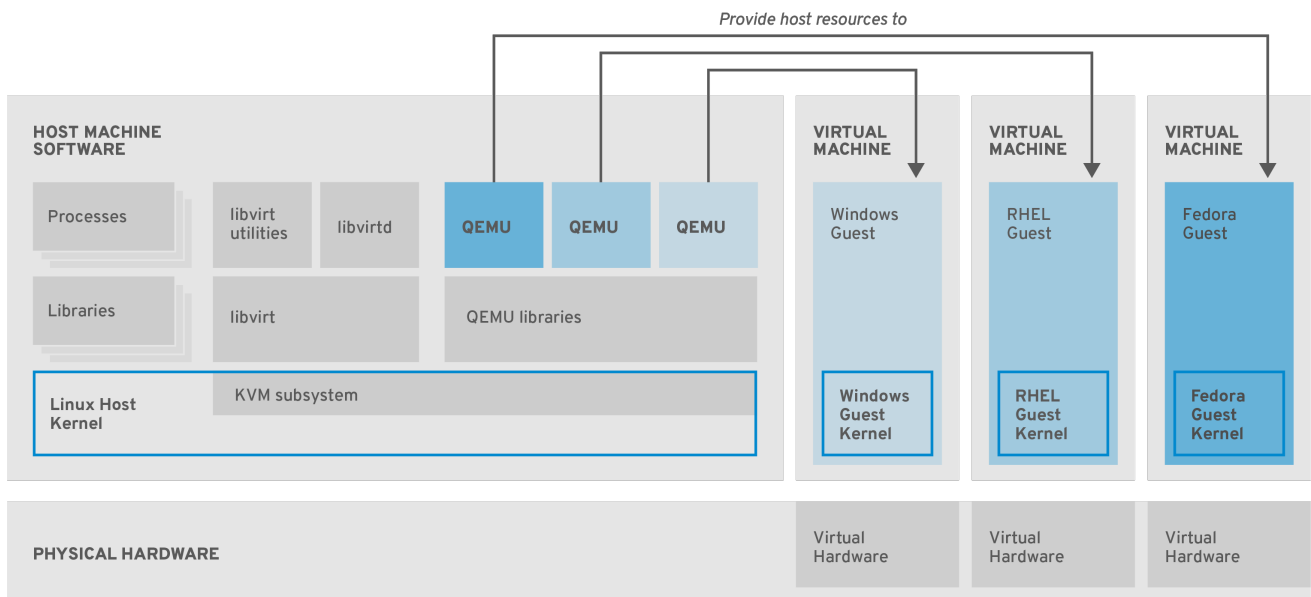 Provide host resources to
HOST MACHINE
SOFTWARE
Processes
libvirt
utilities
libvirtd
QEMU
QEMU
QEMU
Libraries
libvirt
QEMU libraries
KVM subsystem
Linux Host
Kernel
VIRTUAL
MACHINE
Windows
Guest
Windows
Guest
Kernel
VIRTUAL
MACHINE
RHEL
Guest
RHEL
Guest
Kernel
VIRTUAL
MACHINE
Fedora
Guest
Fedora
Guest
Kernel
PHYSICAL HARDWARE
Virtual
Hardware
Virtual
Hardware
Virtual
Hardware